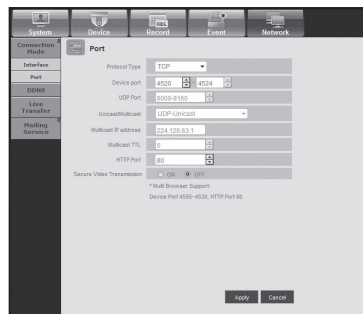 System Device Record Event Network
REC
Connection
Mode
Interface
Port
DDNS
Live
Transfer
Mailing
Service
Port
Protocol Type TCP
Device port 4520 ~ 4524
UDP Port 8000-8160
Unicast/Multicast UDP-Unicast
Multicast IP address 224.126.63.1
Multicast TTL 5
HTTP Port 80
Secure Video Transmission ON OFF
* Multi Browser Support:
Device Port 4505~4530, HTTP Port 80
Apply Cancel